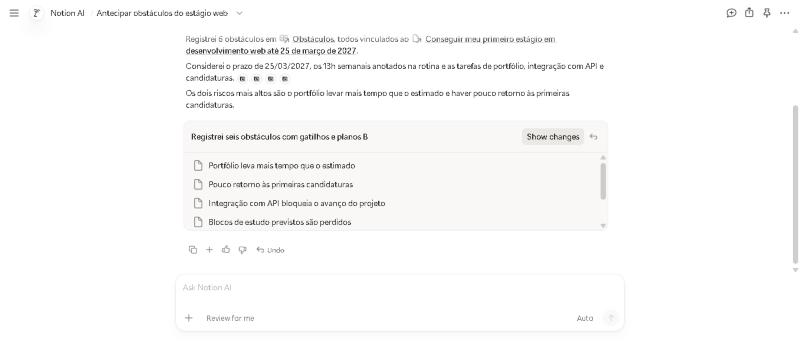 Notion AI / Antecipar obstáculos do estágio web
Registrei 6 obstáculos em Obstáculos, todos vinculados ao Conseguir meu primeiro estágio em
desenvolvimento web até 25 de março de 2027.
Considerei o prazo de 25/03/2027, os 13h semanais anotados na rotina e as tarefas de portfólio, integração com API e
candidaturas.
Os dois riscos mais altos são o portfólio levar mais tempo que o estimado e haver pouco retorno às primeiras
candidaturas.
Registrei seis obstáculos com gatilhos e planos B
Show changes
Portfólio leva mais tempo que o estimado
Pouco retorno às primeiras candidaturas
Integração com API bloqueia o avanço do projeto
Blocos de estudo previstos são perdidos
Undo
Ask Notion AI
Review for me
Auto